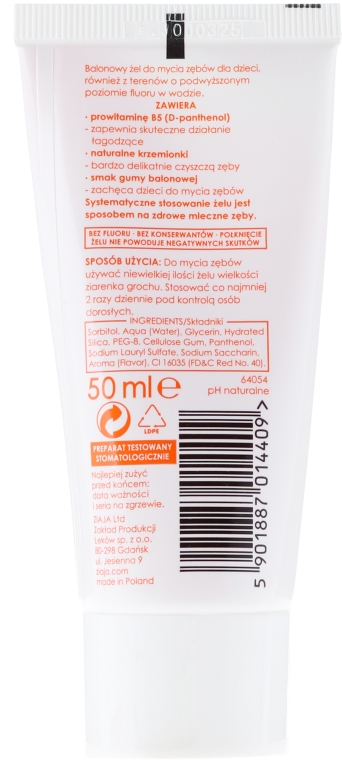 Balonowy żel do mycia zębów dla dzieci,
również z terenów o podwyższonym
poziomie fluoru w wodzie.
ZAWIERA
• prowitaminę B5 (D-panthenol)
- zapewnia skuteczne działanie
łagodzące
• naturalne krzemionki
- bardzo delikatnie czyszczą zęby
• smak gumy balonowej
- zachęca dzieci do mycia zębów
Systematyczne stosowanie żelu jest
sposobem na zdrowe mleczne zęby.
BEZ FLUORU • BEZ KONSERWANTÓW • POŁKNIĘCIE
ŻELU NIE POWODUJE NEGATYWNYCH SKUTKÓW
SPOSÓB UŻYCIA: Do mycia zębów
używać niewielkiej ilości żelu wielkości
ziarenka grochu. Stosować co najmniej
2 razy dziennie pod kontrolą osób
dorosłych.
INGREDIENTS/Składniki
Sorbitol, Aqua (Water), Glycerin, Hydrated
Silica, PEG-8, Cellulose Gum, Panthenol,
Sodium Lauryl Sulfate, Sodium Saccharin,
Aroma (Flavor), CI 16035 (FD&C Red No. 40).
50 ml e
64054
pH naturalne
LDPE
PREPARAT TESTOWANY
STOMATOLOGICZNIE
Najlepiej zużyć
przed końcem:
data ważności
i seria na zgrzewie.
ZIAJA Ltd
Zakład Produkcji
Leków sp. z o.o.
80-298 Gdańsk
ul. Jesienna 9
ziaja.com
made in Poland
5 901887 014409 >